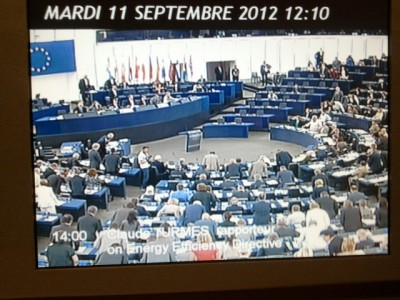 MARDI 11 SEPTEMBRE 2012 12:10
14:00 Claude TURMES rapporteur
on Energy Efficiency Directive